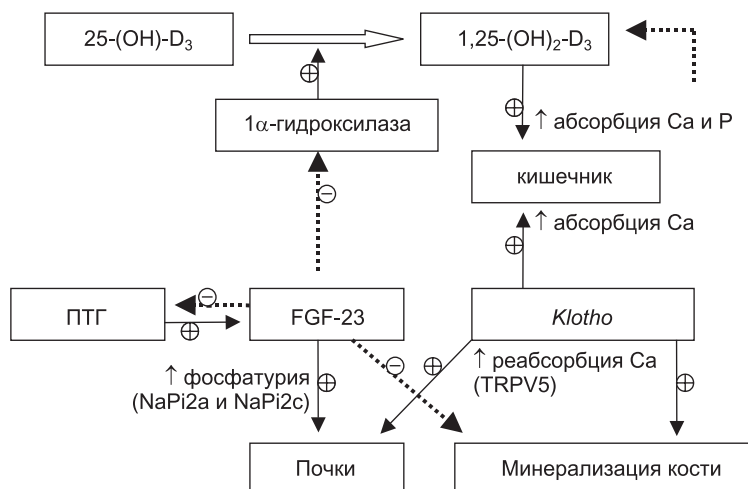 25-(OH)-D₃
1,25-(OH)₂-D₃
⊕
⊕
1α-гидроксилаза
↑ абсорбция Ca и P
⊖
кишечник
↑ абсорбция Ca
⊕
⊖
ПТГ
FGF-23
Klotho
⊕
↑ фосфатурия
(NaPi2a и NaPi2c)
⊕
⊖
⊕
↑ реабсорбция Ca
(TRPV5)
⊕
Почки
Минерализация кости